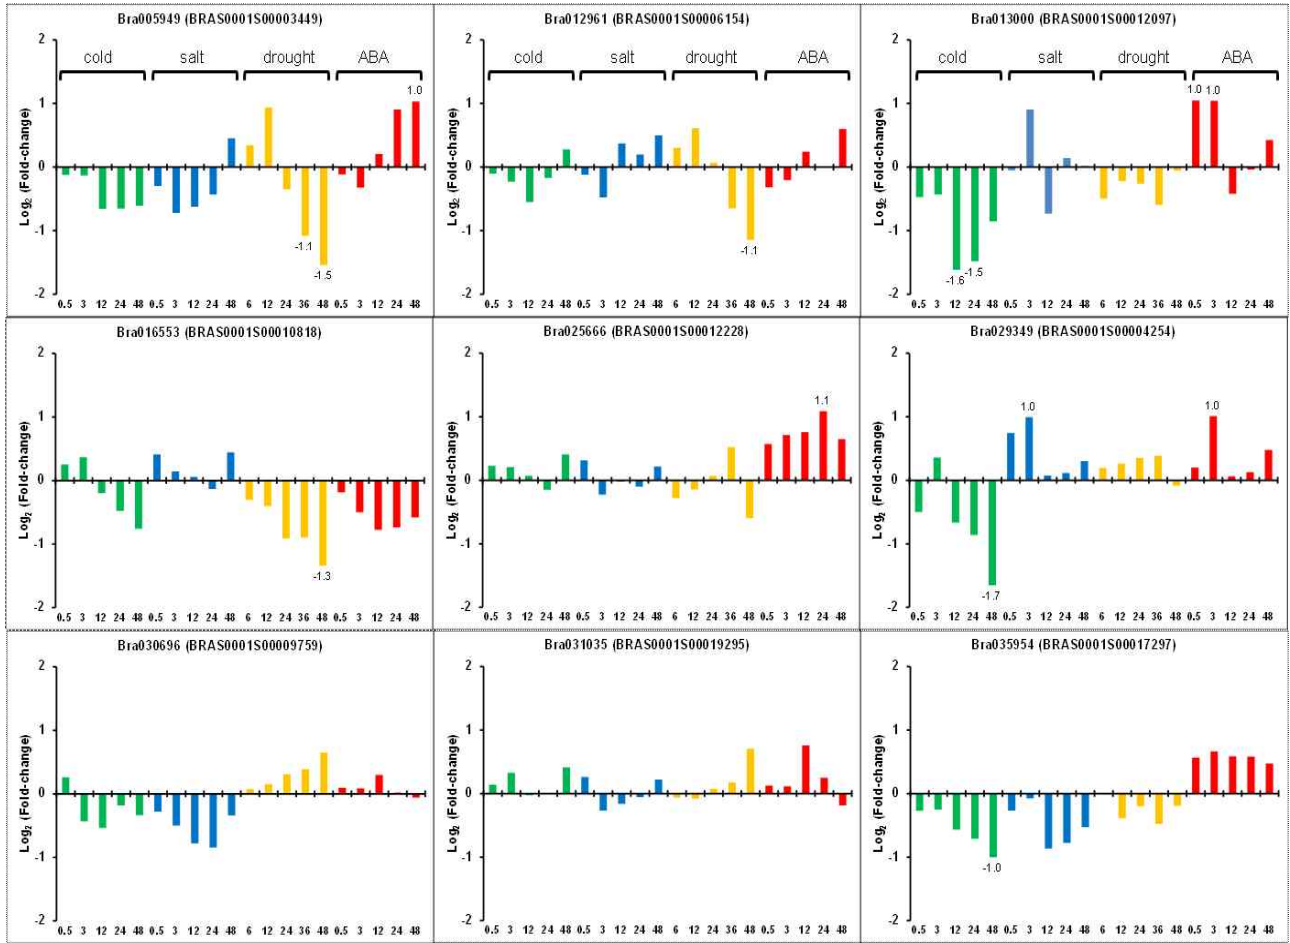 Bra005949 (BRAS0001S00003449)
2
cold salt drought ABA
1.0
1
0
Log2 (Fold-change)
-1
-1.1
-1.5
-2
0.5 3 12 24 48 0.5 3 12 24 48 6 12 24 36 48 0.5 3 12 24 48
Bra012961 (BRAS0001S00006154)
2
cold salt drought ABA
1
0
Log2 (Fold-change)
-1
-1.1
-2
0.5 3 12 24 48 0.5 3 12 24 48 6 12 24 36 48 0.5 3 12 24 48
Bra013000 (BRAS0001S00012097)
2
cold salt drought ABA
1.0 1.0
1
0
Log2 (Fold-change)
-1
-1.6 -1.5
-2
0.5 3 12 24 48 0.5 3 12 24 48 6 12 24 36 48 0.5 3 12 24 48
Bra016553 (BRAS0001S00010818)
2
1
0
Log2 (Fold-change)
-1
-1.3
-2
0.5 3 12 24 48 0.5 3 12 24 48 6 12 24 36 48 0.5 3 12 24 48
Bra025666 (BRAS0001S00012228)
2
1.1
1
0
Log2 (Fold-change)
-1
-2
0.5 3 12 24 48 0.5 3 12 24 48 6 12 24 36 48 0.5 3 12 24 48
Bra029349 (BRAS0001S00004254)
2
1.0 1.0
1
0
Log2 (Fold-change)
-1
-1.7
-2
0.5 3 12 24 48 0.5 3 12 24 48 6 12 24 36 48 0.5 3 12 24 48
Bra030696 (BRAS0001S00009759)
2
1
0
Log2 (Fold-change)
-1
-2
0.5 3 12 24 48 0.5 3 12 24 48 6 12 24 36 48 0.5 3 12 24 48
Bra031035 (BRAS0001S00019295)
2
1
0
Log2 (Fold-change)
-1
-2
0.5 3 12 24 48 0.5 3 12 24 48 6 12 24 36 48 0.5 3 12 24 48
Bra035954 (BRAS0001S00017297)
2
1
0
Log2 (Fold-change)
-1
-1.0
-2
0.5 3 12 24 48 0.5 3 12 24 48 6 12 24 36 48 0.5 3 12 24 48